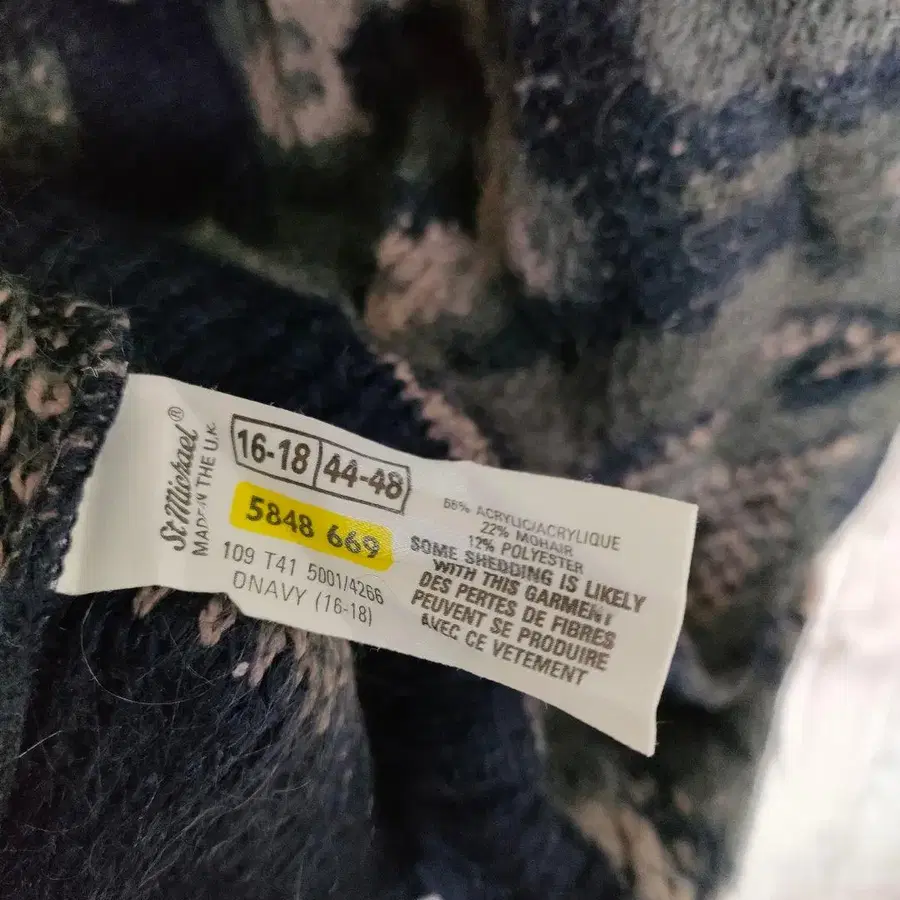 St Michael®
MADE IN THE U.K.
16-18 44-48
5848 669
109 T41 5001/4266
DNAVY (16-18)
66% ACRYLIC/ACRYLIQUE
22% MOHAIR
12% POLYESTER
SOME SHEDDING IS LIKELY
WITH THIS GARMENT
DES PERTES DE FIBRES
PEUVENT SE PRODUIRE
AVEC CE VETEMENT